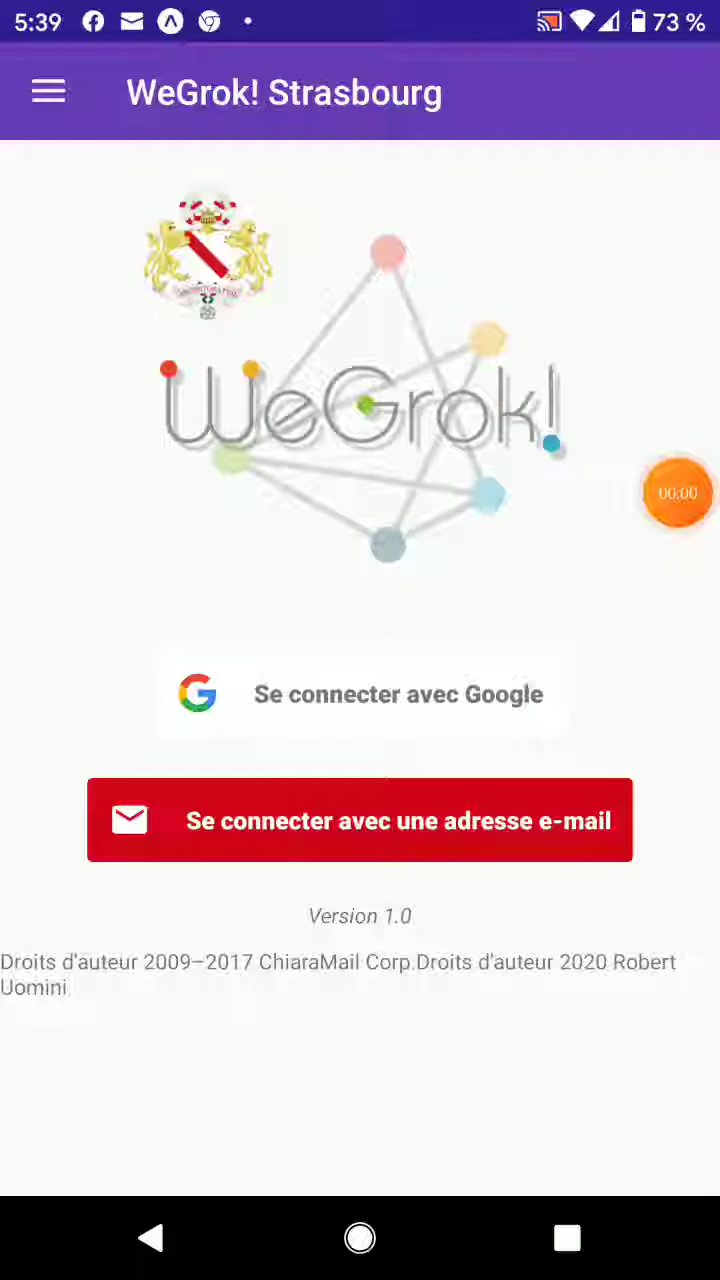 5:39
73 %
WeGrok! Strasbourg
WeGrok!
00:00
Se connecter avec Google
Se connecter avec une adresse e-mail
Version 1.0
Droits d'auteur 2009–2017 ChiaraMail Corp.Droits d'auteur 2020 Robert
Uomini